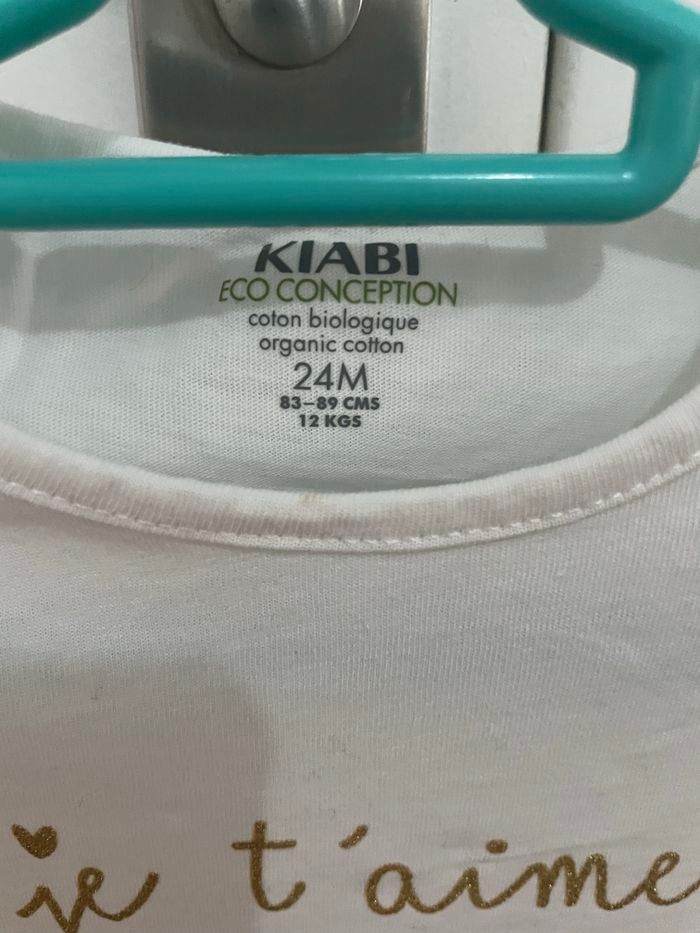 KIABI
ECO CONCEPTION
coton biologique
organic cotton
24M
83–89 CMS
12 KGS
je t'aime